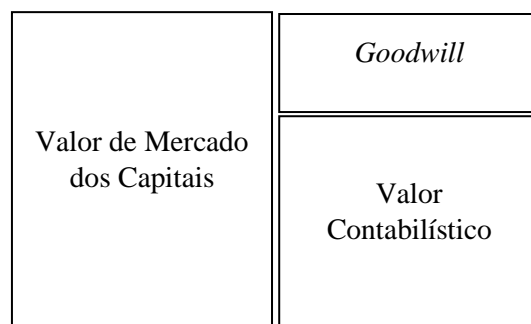 Valor de Mercado
dos Capitais
Goodwill
Valor
Contabilístico